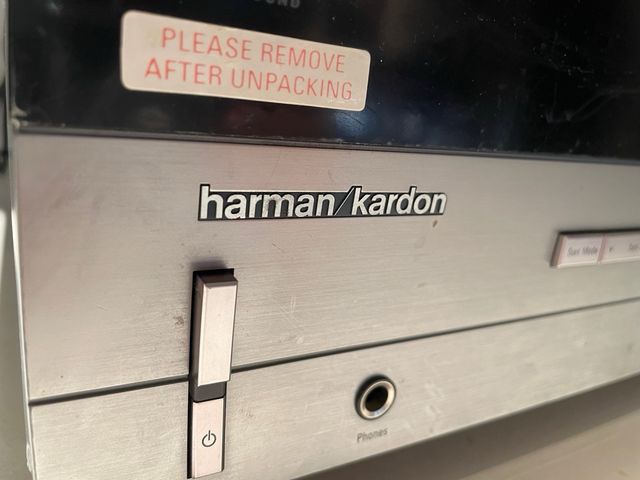 PLEASE REMOVE
AFTER UNPACKING
harman/kardon
Surr. Mode
Phones